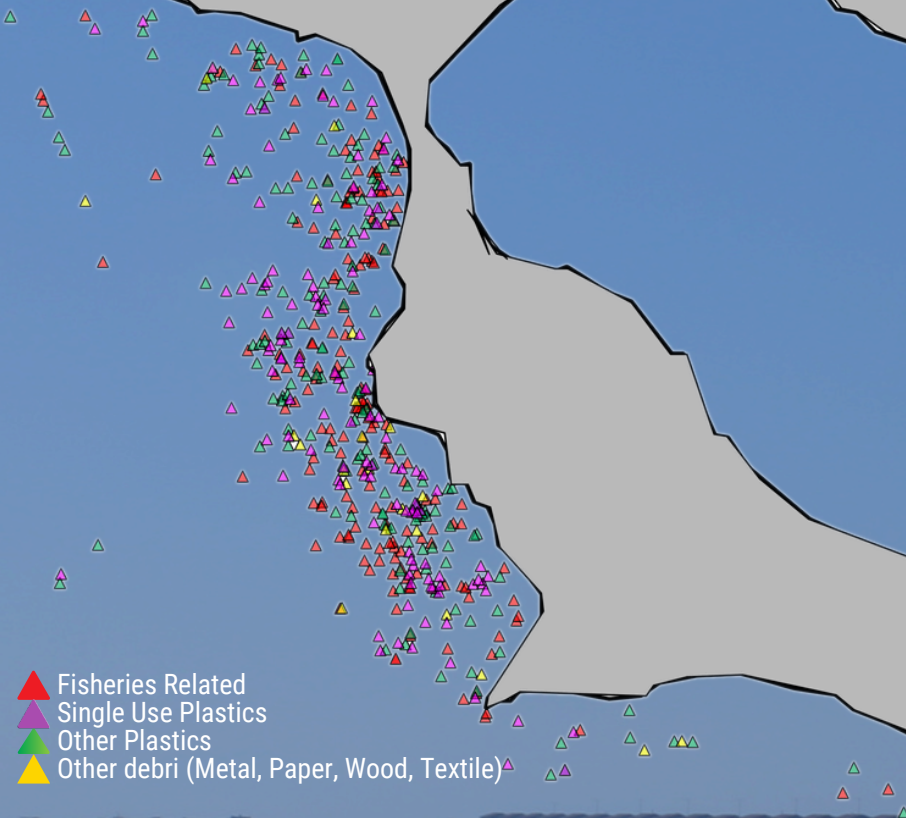 Fisheries Related
Single Use Plastics
Other Plastics
Other debri (Metal, Paper, Wood, Textile)